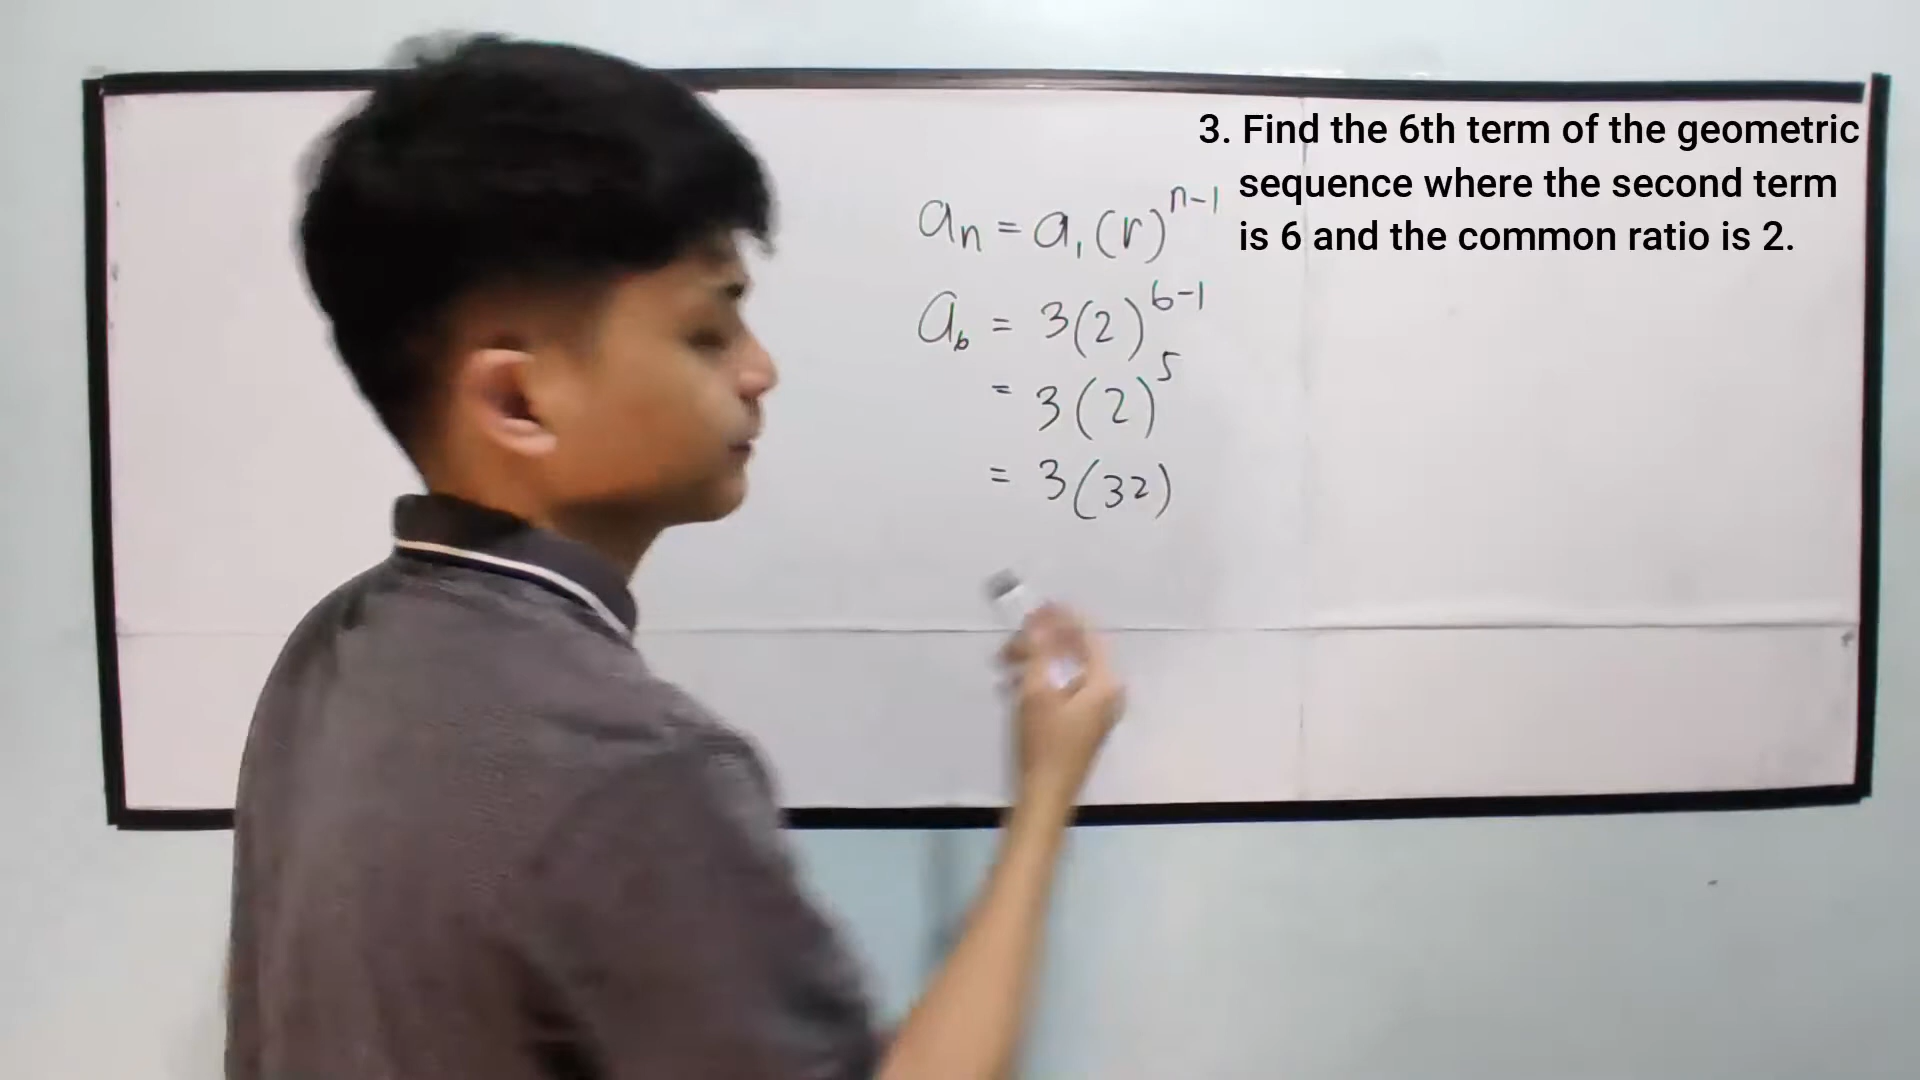 3. Find the 6th term of the geometric
sequence where the second term
is 6 and the common ratio is 2.
aₙ = a₁(r)ⁿ⁻¹
a₆ = 3(2)⁶⁻¹
= 3(2)⁵
= 3(32)